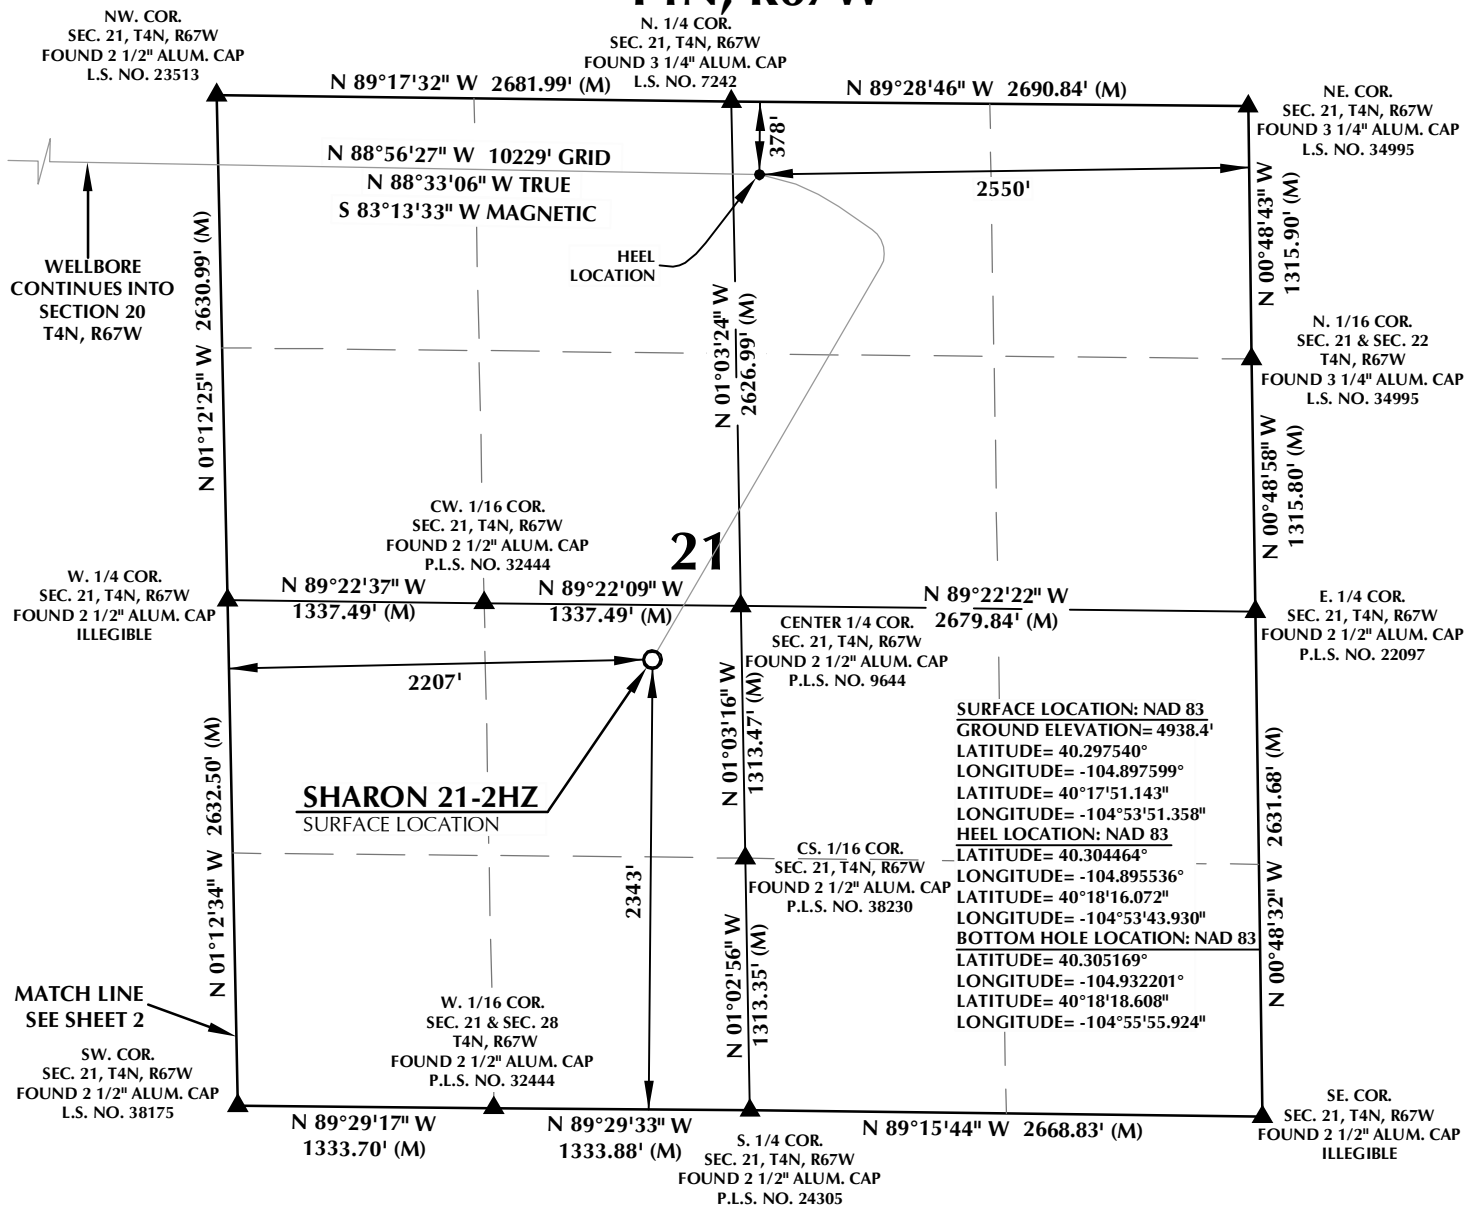 T4N, R67W
NW. COR.
SEC. 21, T4N, R67W
FOUND 2 1/2" ALUM. CAP
L.S. NO. 23513
N. 1/4 COR.
SEC. 21, T4N, R67W
FOUND 3 1/4" ALUM. CAP
L.S. NO. 7242
NE. COR.
SEC. 21, T4N, R67W
FOUND 3 1/4" ALUM. CAP
L.S. NO. 34995
N 89°17'32" W 2681.99' (M)
N 89°28'46" W 2690.84' (M)
378'
N 88°56'27" W 10229' GRID
N 88°33'06" W TRUE
S 83°13'33" W MAGNETIC
2550'
HEEL
LOCATION
WELLBORE
CONTINUES INTO
SECTION 20
T4N, R67W
N 01°12'25" W 2630.99' (M)
N 01°03'24" W
2626.99' (M)
N 00°48'43" W
1315.90' (M)
N. 1/16 COR.
SEC. 21 & SEC. 22
T4N, R67W
FOUND 3 1/4" ALUM. CAP
L.S. NO. 34995
N 00°48'58" W
1315.80' (M)
CW. 1/16 COR.
SEC. 21, T4N, R67W
FOUND 2 1/2" ALUM. CAP
P.L.S. NO. 32444
21
W. 1/4 COR.
SEC. 21, T4N, R67W
FOUND 2 1/2" ALUM. CAP
ILLEGIBLE
N 89°22'37" W
1337.49' (M)
N 89°22'09" W
1337.49' (M)
N 89°22'22" W
2679.84' (M)
E. 1/4 COR.
SEC. 21, T4N, R67W
FOUND 2 1/2" ALUM. CAP
P.L.S. NO. 22097
CENTER 1/4 COR.
SEC. 21, T4N, R67W
FOUND 2 1/2" ALUM. CAP
P.L.S. NO. 9644
2207'
N 01°12'34" W 2632.50' (M)
N 01°03'16" W
1313.47' (M)
SHARON 21-2HZ
SURFACE LOCATION
2343'
SURFACE LOCATION: NAD 83
GROUND ELEVATION= 4938.4'
LATITUDE= 40.297540°
LONGITUDE= -104.897599°
LATITUDE= 40°17'51.143"
LONGITUDE= -104°53'51.358"
HEEL LOCATION: NAD 83
LATITUDE= 40.304464°
LONGITUDE= -104.895536°
LATITUDE= 40°18'16.072"
LONGITUDE= -104°53'43.930"
BOTTOM HOLE LOCATION: NAD 83
LATITUDE= 40.305169°
LONGITUDE= -104.932201°
LATITUDE= 40°18'18.608"
LONGITUDE= -104°55'55.924"
N 00°48'32" W 2631.68' (M)
CS. 1/16 COR.
SEC. 21, T4N, R67W
FOUND 2 1/2" ALUM. CAP
P.L.S. NO. 38230
N 01°02'56" W
1313.35' (M)
MATCH LINE
SEE SHEET 2
W. 1/16 COR.
SEC. 21 & SEC. 28
T4N, R67W
FOUND 2 1/2" ALUM. CAP
P.L.S. NO. 32444
SW. COR.
SEC. 21, T4N, R67W
FOUND 2 1/2" ALUM. CAP
L.S. NO. 38175
N 89°29'17" W
1333.70' (M)
N 89°29'33" W
1333.88' (M)
S. 1/4 COR.
SEC. 21, T4N, R67W
FOUND 2 1/2" ALUM. CAP
P.L.S. NO. 24305
N 89°15'44" W 2668.83' (M)
SE. COR.
SEC. 21, T4N, R67W
FOUND 2 1/2" ALUM. CAP
ILLEGIBLE